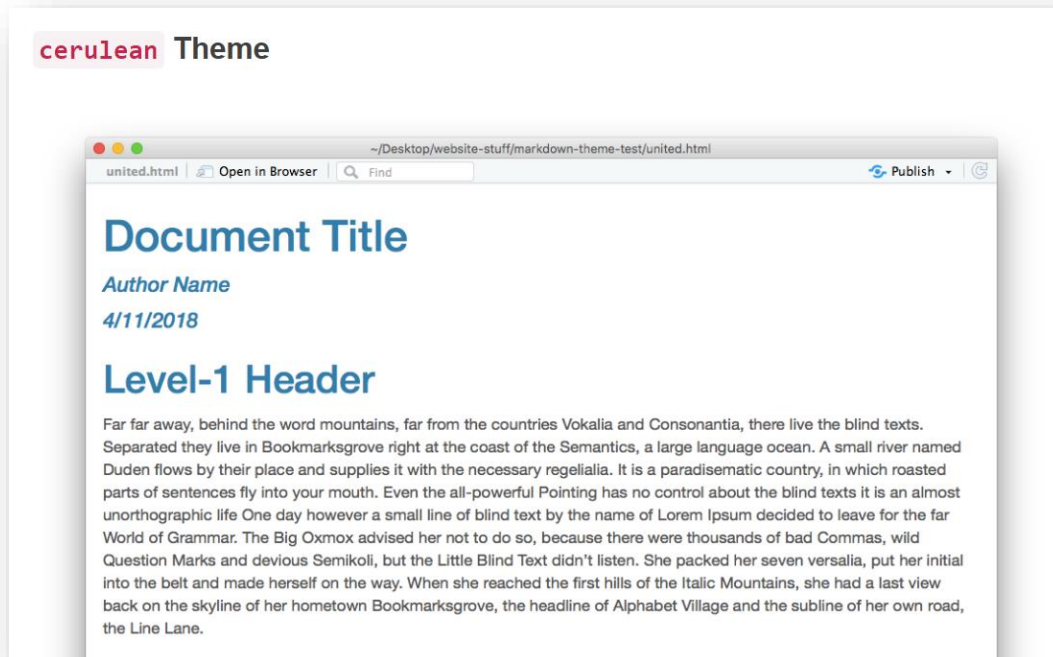 cerulean Theme
~/Desktop/website-stuff/markdown-theme-test/united.html
united.html Open in Browser Find Publish
Document Title
Author Name
4/11/2018
Level-1 Header
Far far away, behind the word mountains, far from the countries Vokalia and Consonantia, there live the blind texts.
Separated they live in Bookmarksgrove right at the coast of the Semantics, a large language ocean. A small river named
Duden flows by their place and supplies it with the necessary regelialia. It is a paradisematic country, in which roasted
parts of sentences fly into your mouth. Even the all-powerful Pointing has no control about the blind texts it is an almost
unorthographic life One day however a small line of blind text by the name of Lorem Ipsum decided to leave for the far
World of Grammar. The Big Oxmox advised her not to do so, because there were thousands of bad Commas, wild
Question Marks and devious Semikoli, but the Little Blind Text didn't listen. She packed her seven versalia, put her initial
into the belt and made herself on the way. When she reached the first hills of the Italic Mountains, she had a last view
back on the skyline of her hometown Bookmarksgrove, the headline of Alphabet Village and the subline of her own road,
the Line Lane.